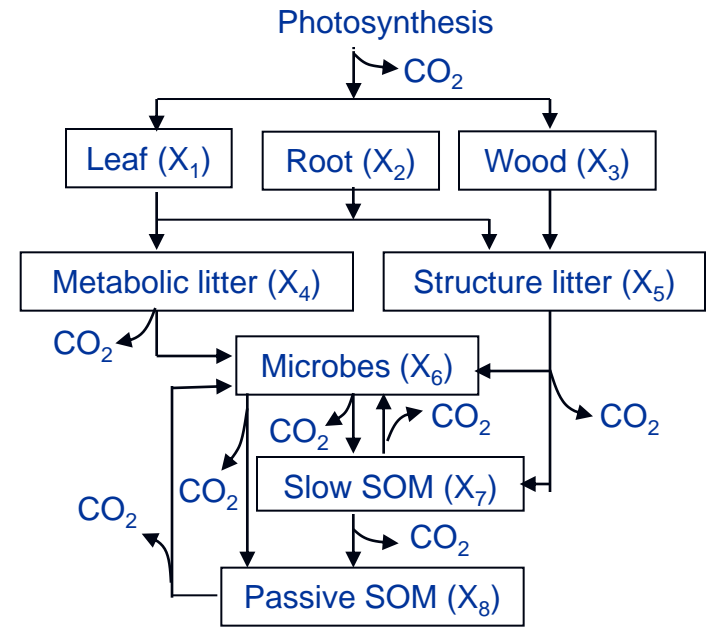 Photosynthesis
CO₂
Leaf (X₁)
Root (X₂)
Wood (X₃)
Metabolic litter (X₄)
Structure litter (X₅)
CO₂
Microbes (X₆)
CO₂
CO₂
CO₂
CO₂
Slow SOM (X₇)
CO₂
CO₂
Passive SOM (X₈)